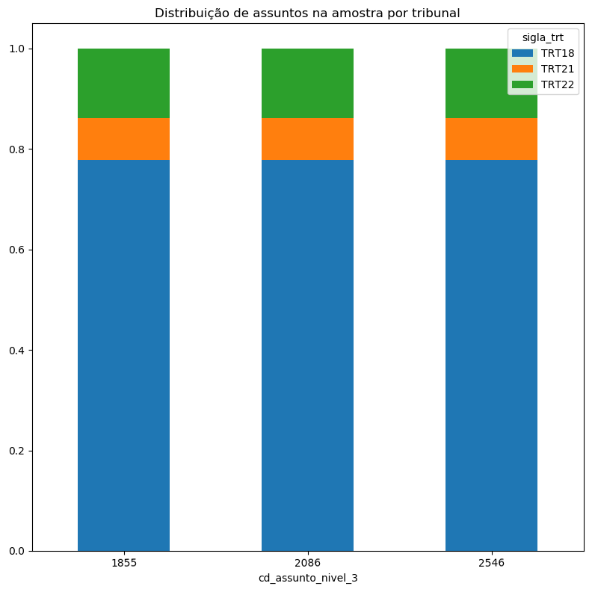 Distribuição de assuntos na amostra por tribunal
sigla_trt
TRT18
TRT21
TRT22
1.0
0.8
0.6
0.4
0.2
0.0
1855
2086
2546
cd_assunto_nivel_3